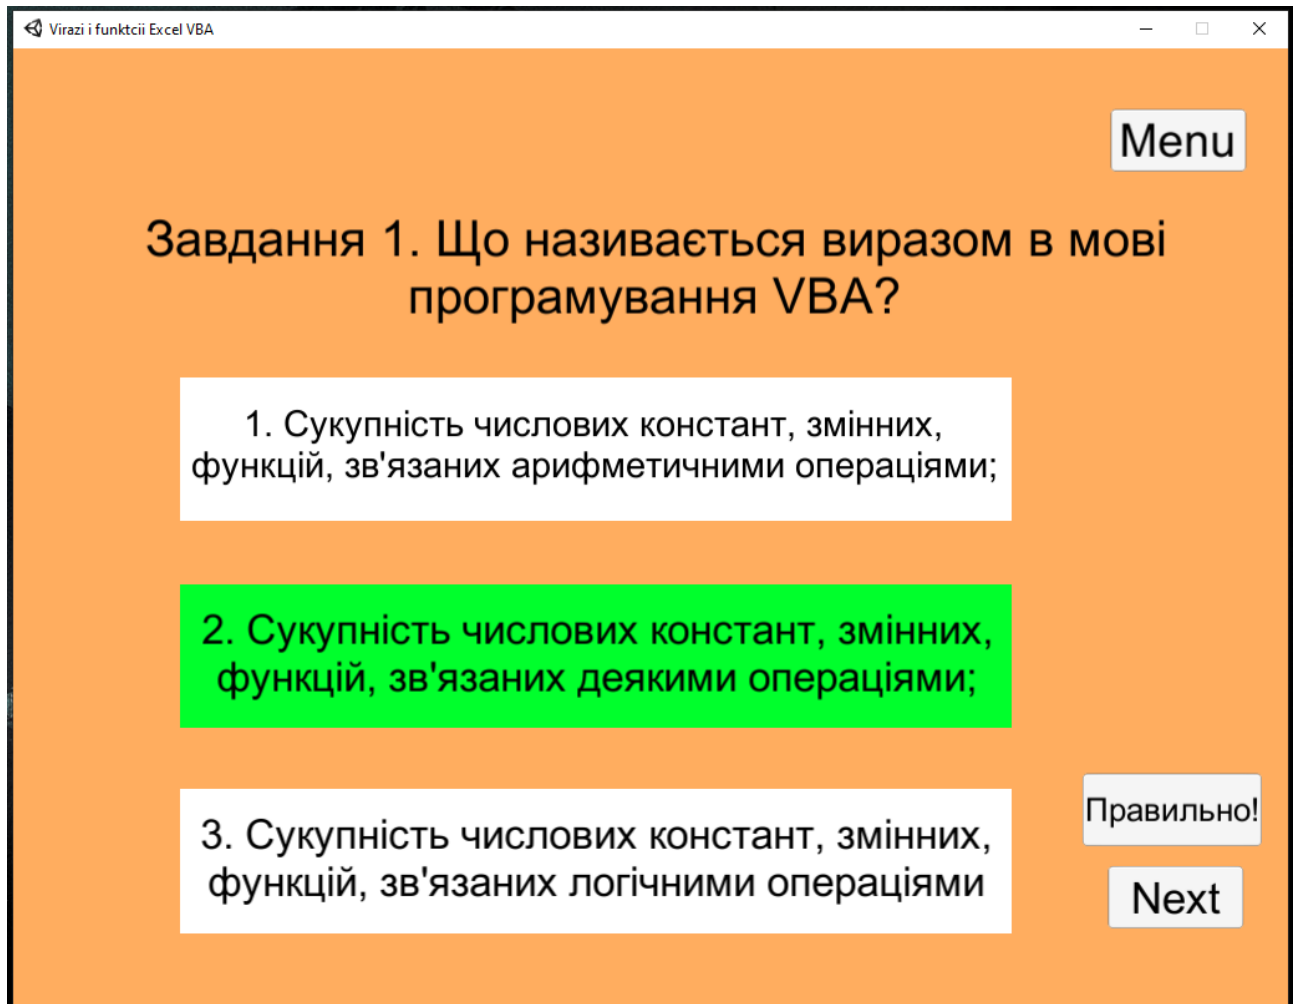 Virazi i funktcii Excel VBA
Menu
Завдання 1. Що називається виразом в мові
програмування VBA?
1. Сукупність числових констант, змінних,
функцій, зв'язаних арифметичними операціями;
2. Сукупність числових констант, змінних,
функцій, зв'язаних деякими операціями;
3. Сукупність числових констант, змінних,
функцій, зв'язаних логічними операціями
Правильно!
Next